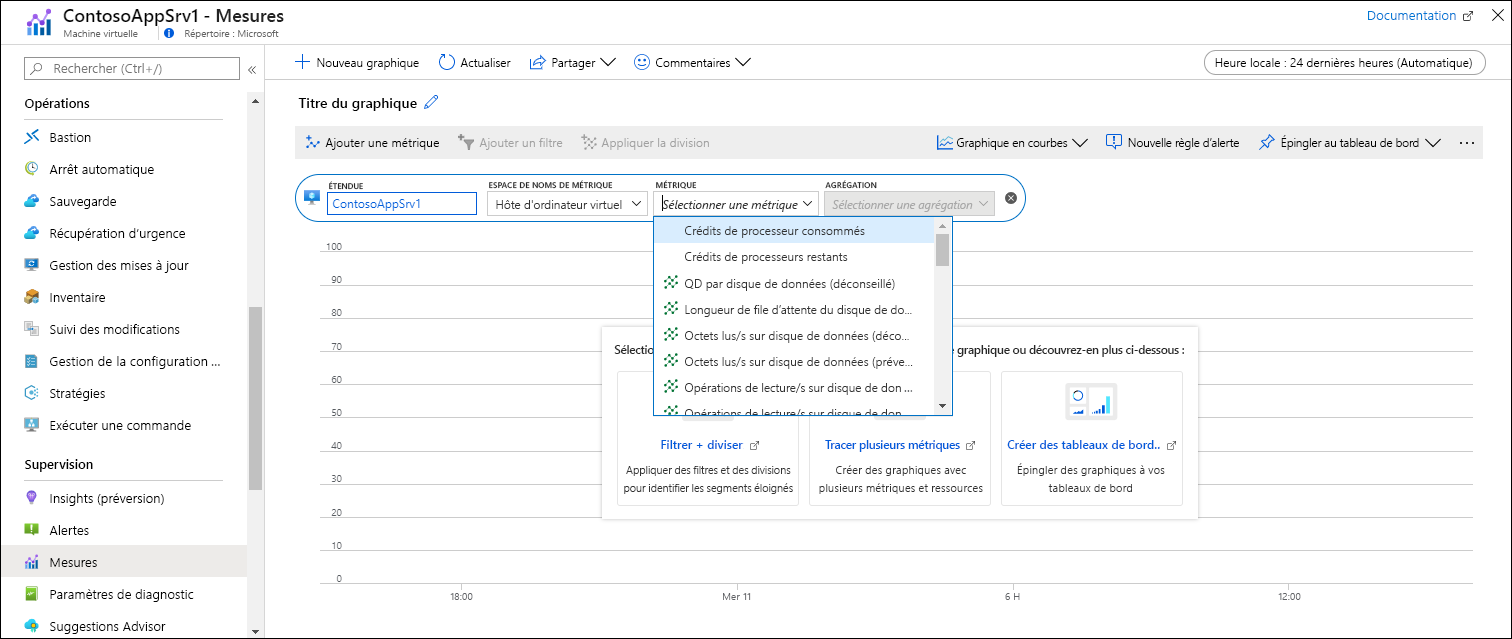 ContosoAppSrv1 - Mesures
Machine virtuelle
Répertoire : Microsoft
Documentation
Rechercher (Ctrl+/)
«
Opérations
Bastion
Arrêt automatique
Sauvegarde
Récupération d'urgence
Gestion des mises à jour
Inventaire
Suivi des modifications
Gestion de la configuration ...
Stratégies
Exécuter une commande
Supervision
Insights (préversion)
Alertes
Mesures
Paramètres de diagnostic
Suggestions Advisor
Nouveau graphique
Actualiser
Partager
Commentaires
Heure locale : 24 dernières heures (Automatique)
Titre du graphique
Ajouter une métrique
Ajouter un filtre
Appliquer la division
Graphique en courbes
Nouvelle règle d'alerte
Épingler au tableau de bord
...
ÉTENDUE
ContosoAppSrv1
ESPACE DE NOMS DE MÉTRIQUE
Hôte d'ordinateur virtuel
MÉTRIQUE
Sélectionner une métrique
AGRÉGATION
Sélectionner une agrégation
Crédits de processeur consommés
Crédits de processeurs restants
QD par disque de données (déconseillé)
Longueur de file d'attente du disque de do...
Octets lus/s sur disque de données (déco...
Octets lus/s sur disque de données (préve...
Opérations de lecture/s sur disque de don ...
Opérations de lecture/s sur disque de don
100
90
80
70
60
50
40
30
20
10
0
18:00
Mer 11
6 H
12:00
Sélectio
graphique ou découvrez-en plus ci-dessous :
Filtrer + diviser
Appliquer des filtres et des divisions
pour identifier les segments éloignés
Tracer plusieurs métriques
Créer des graphiques avec
plusieurs métriques et ressources
Créer des tableaux de bord..
Épingler des graphiques à vos
tableaux de bord